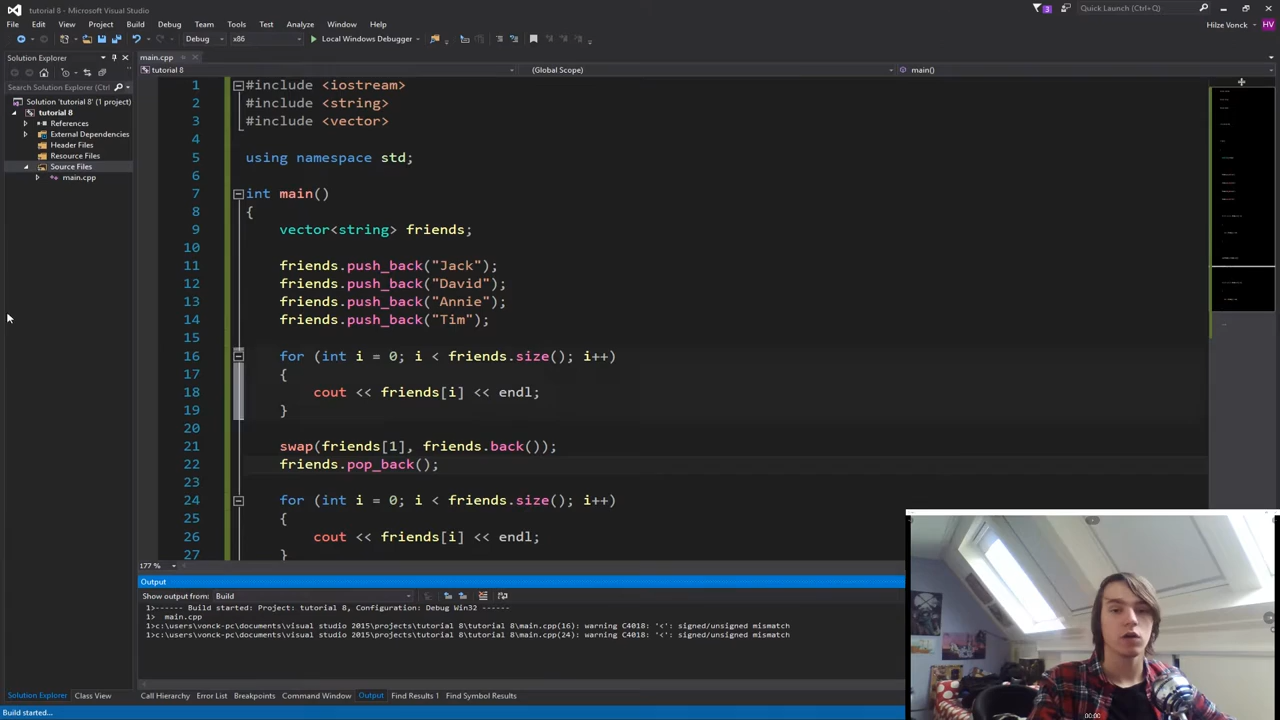 tutorial 8 - Microsoft Visual Studio
3
Quick Launch (Ctrl+Q)
File Edit View Project Build Debug Team Tools Test Analyze Window Help
Hilze Vonck
HV
Debug x86 Local Windows Debugger
Solution Explorer
main.cpp
tutorial 8 (Global Scope) main()
Search Solution Explorer (Ctrl
Solution 'tutorial 8' (1 project)
tutorial 8
References
External Dependencies
Header Files
Resource Files
Source Files
main.cpp
1 #include <iostream>
2 #include <string>
3 #include <vector>
4
5 using namespace std;
6
7 int main()
8 {
9 vector<string> friends;
10
11 friends.push_back("Jack");
12 friends.push_back("David");
13 friends.push_back("Annie");
14 friends.push_back("Tim");
15
16 for (int i = 0; i < friends.size(); i++)
17 {
18 cout << friends[i] << endl;
19 }
20
21 swap(friends[1], friends.back());
22 friends.pop_back();
23
24 for (int i = 0; i < friends.size(); i++)
25 {
26 cout << friends[i] << endl;
27 }
177 %
Output
Show output from: Build
1>------ Build started: Project: tutorial 8, Configuration: Debug Win32 ------
1> main.cpp
1>c:\users\vonck-pc\documents\visual studio 2015\projects\tutorial 8\tutorial 8\main.cpp(16): warning C4018: '<': signed/unsigned mismatch
1>c:\users\vonck-pc\documents\visual studio 2015\projects\tutorial 8\tutorial 8\main.cpp(24): warning C4018: '<': signed/unsigned mismatch
Solution Explorer Class View
Call Hierarchy Error List Breakpoints Command Window Output Find Results 1 Find Symbol Results
Build started...
00:00